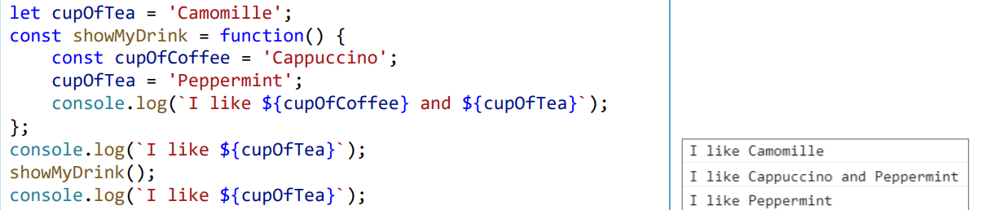 let cupOfTea = 'Camomille';
const showMyDrink = function() {
    const cupOfCoffee = 'Cappuccino';
    cupOfTea = 'Peppermint';
    console.log(`I like ${cupOfCoffee} and ${cupOfTea}`);
};
console.log(`I like ${cupOfTea}`);
showMyDrink();
console.log(`I like ${cupOfTea}`);
I like Camomille
I like Cappuccino and Peppermint
I like Peppermint